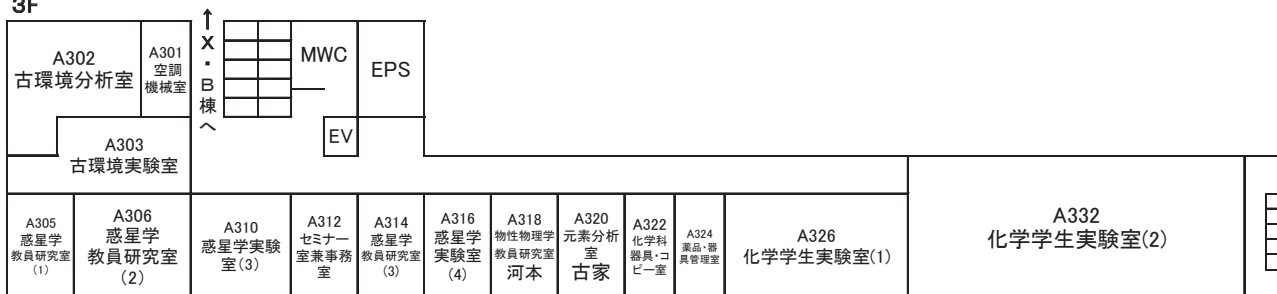 3F
A302
古環境分析室
A301
空調
機械室
↑
X
・
B
棟
へ
MWC
EPS
EV
A303
古環境実験室
A305
惑星学
教員研究室
(1)
A306
惑星学
教員研究室
(2)
A310
惑星学実験
室(3)
A312
セミナー
室兼事務
室
A314
惑星学
教員研究室
(3)
A316
惑星学
実験室
(4)
A318
物性物理学
教員研究室
河本
A320
元素分析
室
古家
A322
化学科
器具・コ
ピー室
A324
薬品・器
具管理室
A326
化学学生実験室(1)
A332
化学学生実験室(2)